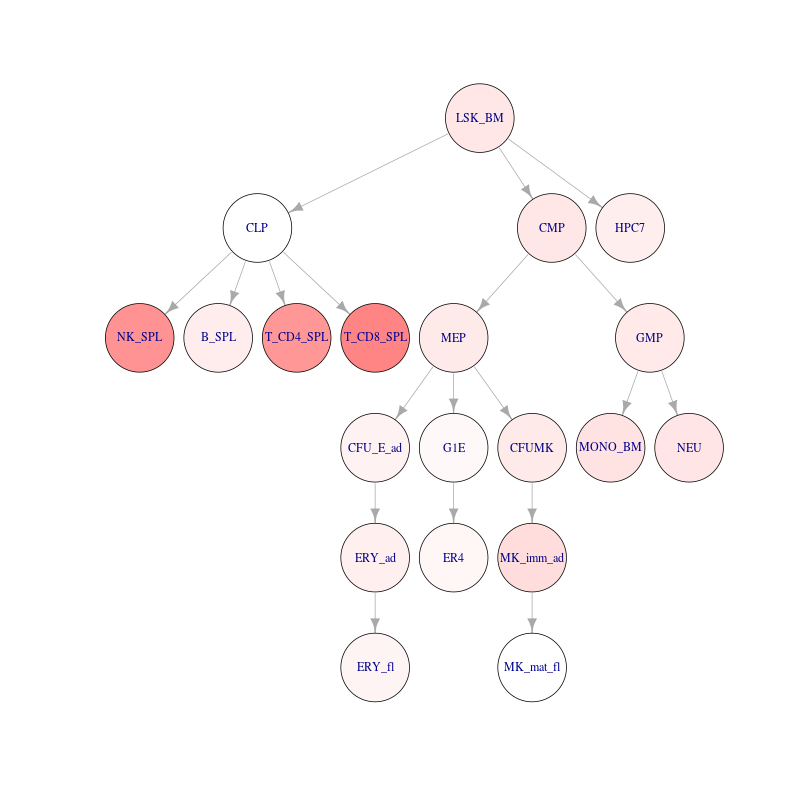 LSK_BM
CLP
CMP
HPC7
NK_SPL
B_SPL
T_CD4_SPL
T_CD8_SPL
MEP
GMP
CFU_E_ad
G1E
CFUMK
MONO_BM
NEU
ERY_ad
ER4
MK_imm_ad
ERY_fl
MK_mat_fl